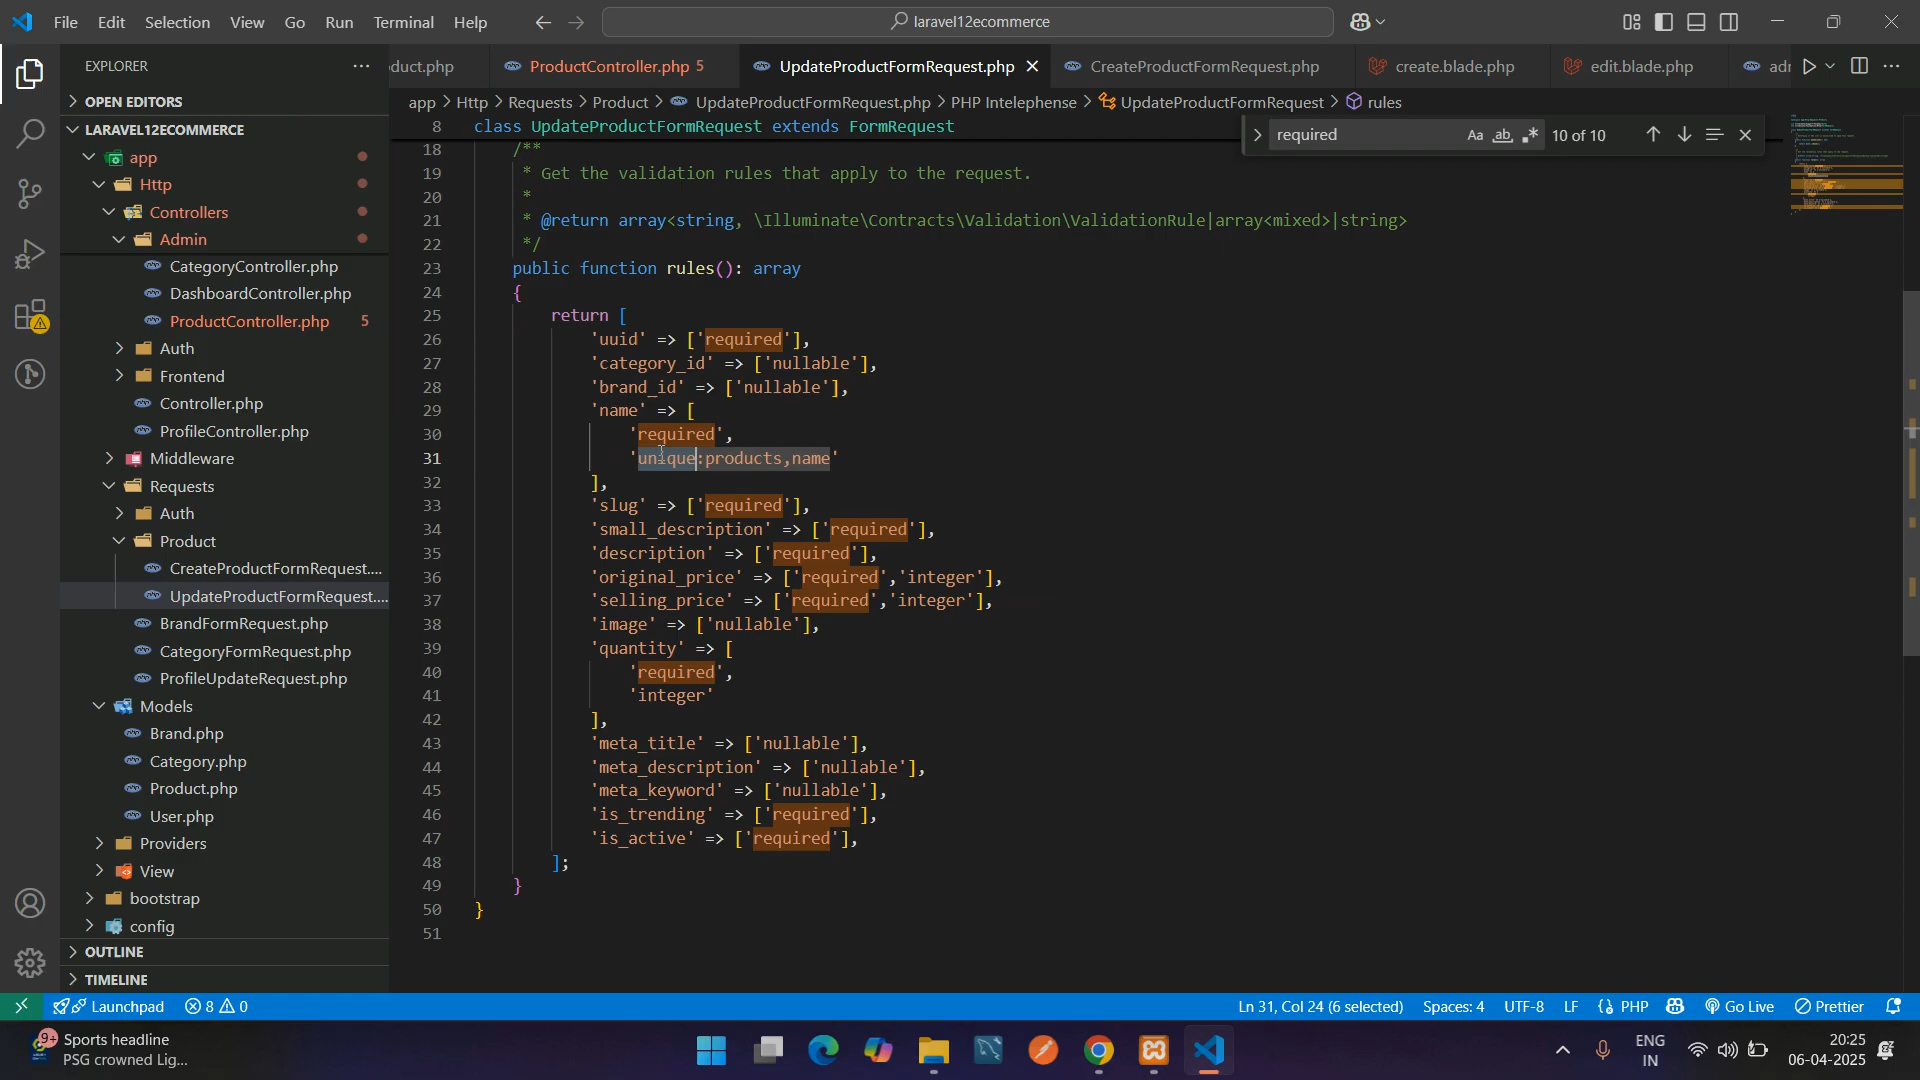 File Edit Selection View Go Run Terminal Help
laravel12ecommerce
EXPLORER
duct.php
ProductController.php 5
UpdateProductFormRequest.php
CreateProductFormRequest.php
create.blade.php
edit.blade.php
adr
app > Http > Requests > Product > UpdateProductFormRequest.php > PHP Intelephense > UpdateProductFormRequest > rules
required
Aa ab 10 of 10
OPEN EDITORS
LARAVEL12ECOMMERCE
app
Http
Controllers
Admin
CategoryController.php
DashboardController.php
ProductController.php 5
Auth
Frontend
Controller.php
ProfileController.php
Middleware
Requests
Auth
Product
CreateProductFormRequest....
UpdateProductFormRequest....
BrandFormRequest.php
CategoryFormRequest.php
ProfileUpdateRequest.php
Models
Brand.php
Category.php
Product.php
User.php
Providers
View
bootstrap
config
OUTLINE
TIMELINE
8 class UpdateProductFormRequest extends FormRequest
18 /**
19 * Get the validation rules that apply to the request.
20 *
21 * @return array<string, \Illuminate\Contracts\Validation\ValidationRule|array<mixed>|string>
22 */
23 public function rules(): array
24 {
25 return [
26 'uuid' => ['required'],
27 'category_id' => ['nullable'],
28 'brand_id' => ['nullable'],
29 'name' => [
30 'required',
31 'unique:products,name'
32 ],
33 'slug' => ['required'],
34 'small_description' => ['required'],
35 'description' => ['required'],
36 'original_price' => ['required','integer'],
37 'selling_price' => ['required','integer'],
38 'image' => ['nullable'],
39 'quantity' => [
40 'required',
41 'integer'
42 ],
43 'meta_title' => ['nullable'],
44 'meta_description' => ['nullable'],
45 'meta_keyword' => ['nullable'],
46 'is_trending' => ['required'],
47 'is_active' => ['required'],
48 ];
49 }
50 }
51
Launchpad 8 0
Ln 31, Col 24 (6 selected) Spaces: 4 UTF-8 LF PHP Go Live Prettier
9+ Sports headline
PSG crowned Lig...
ENG
IN
20:25
06-04-2025